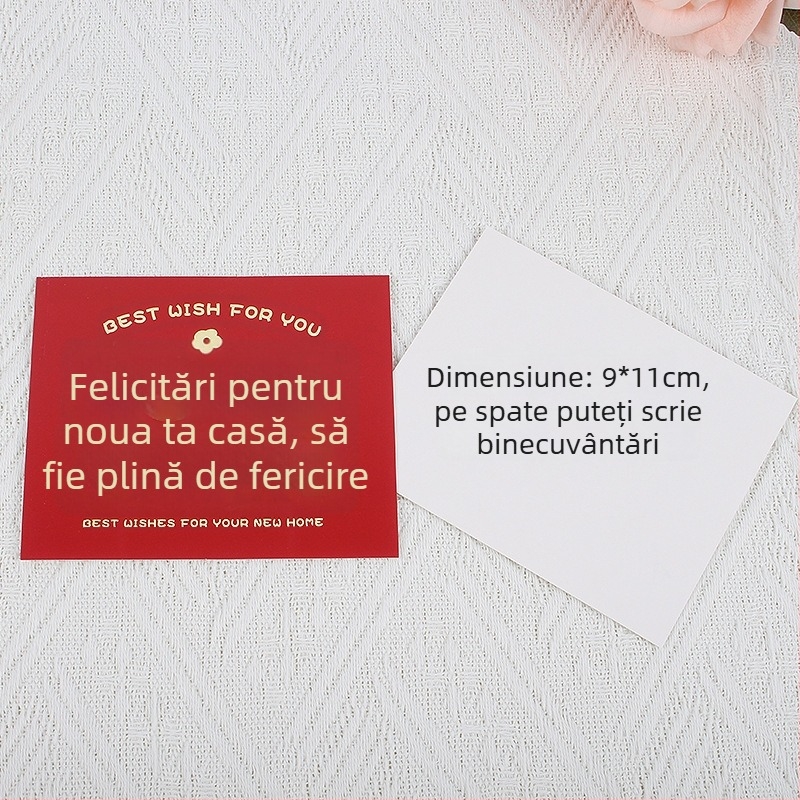 BEST WISH FOR YOU
Felicitări pentru
noua ta casă, să
fie plină de fericire
BEST WISHES FOR YOUR NEW HOME
Dimensiune: 9*11cm,
pe spate puteți scrie
binecuvântări